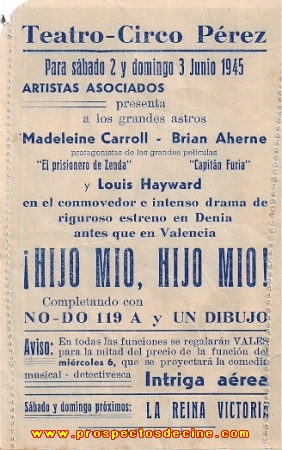 Teatro-Circo Pérez
Para sábado 2 y domingo 3 Junio 1945
ARTISTAS ASOCIADOS
presenta
a los grandes astros
Madeleine Carroll - Brian Aherne
protagonistas de las grandes películas
"El prisionero de Zenda" "Capitán Furia"
y Louis Hayward
en el conmovedor e intenso drama de
riguroso estreno en Denia
antes que en Valencia
¡HIJO MIO, HIJO MIO!
Completando con
NO-DO 119 A y UN DIBUJO
Aviso: En todas las funciones se regalarán VALES
para la mitad del precio de la función del
miércoles 6, que se proyectará la comedia
musical - detectivesca Intriga aérea
Sábado y domingo próximos: LA REINA VICTORIA
www.prospectosdecine.com